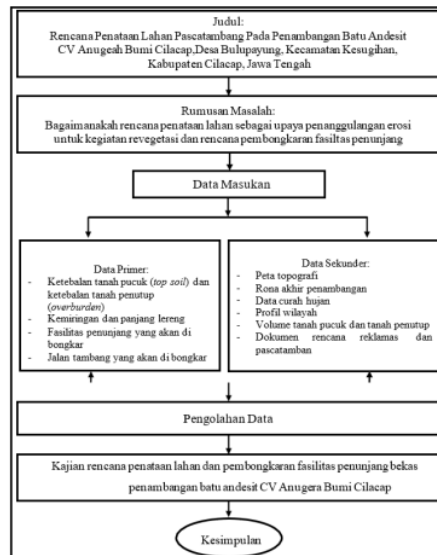 Judul:
Rencana Penataan Lahan Pascatambang Pada Penambangan Batu Andesit
CV Anugeah Bumi Cilacap,Desa Bulupayung, Kecamatan Kesugihan,
Kabupaten Cilacap, Jawa Tengah
Rumusan Masalah:
Bagaimanakah rencana penataan lahan sebagai upaya penanggulangan erosi
untuk kegiatan revegetasi dan rencana pembongkaran fasiltas penunjang
Data Masukan
Data Primer:
- Ketebalan tanah pucuk (top soil) dan
ketebalan tanah penutup
(overburden)
- Kemiringan dan panjang lereng
- Fasilitas penunjang yang akan di
bongkar
- Jalan tambang yang akan di bongkar
Data Sekunder:
- Peta topografi
- Rona akhir penambangan
- Data curah hujan
- Profil wilayah
- Volume tanah pucuk dan tanah penutup
- Dokumen rencana reklamas dan
pascatamban
Pengolahan Data
Kajian rencana penataan lahan dan pembongkaran fasilitas penunjang bekas
penambangan batu andesit CV Anugera Bumi Cilacap
Kesimpulan